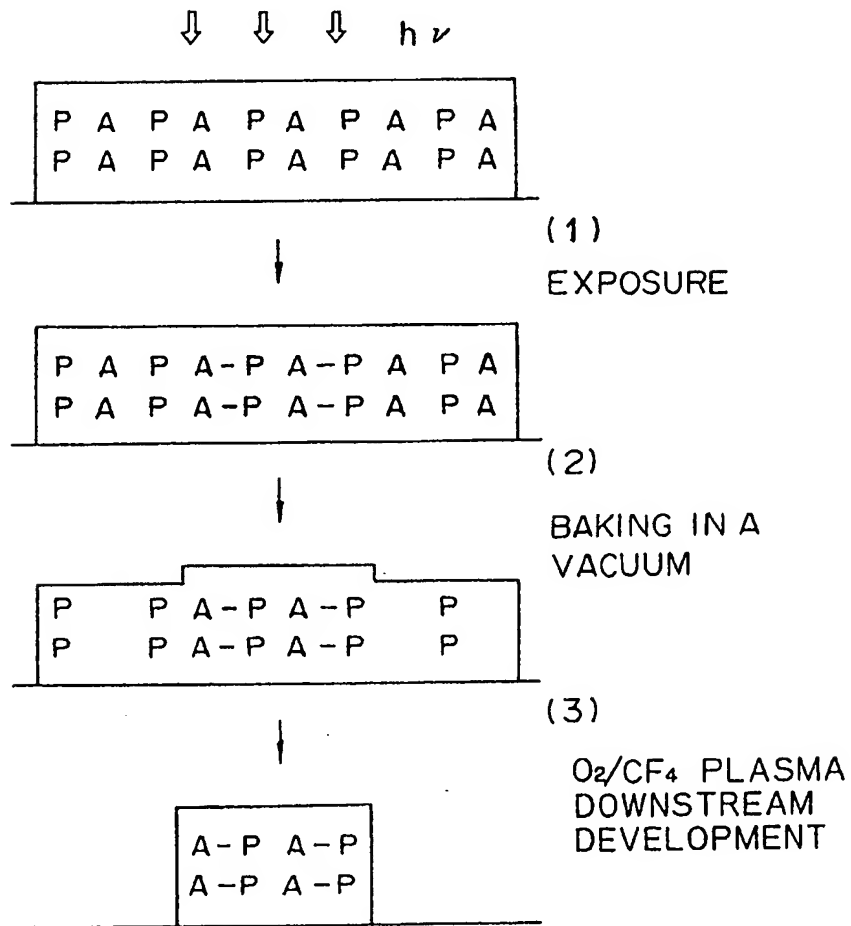 hν
P A P A P A P A P A
P A P A P A P A P A
(1)
EXPOSURE
P A P A-P A-P A P A
P A P A-P A-P A P A
(2)
BAKING IN A
VACUUM
P P A-P A-P P
P P A-P A-P P
(3)
O₂/CF₄ PLASMA
DOWNSTREAM
DEVELOPMENT
A-P A-P
A-P A-P